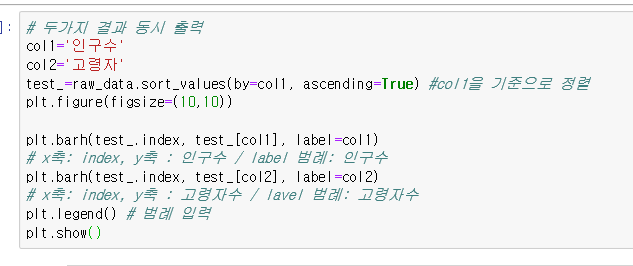 ]:
# 두가지 결과 동시 출력
col1='인구수'
col2='고령자'
test_=raw_data.sort_values(by=col1, ascending=True) #col1을 기준으로 정렬
plt.figure(figsize=(10,10))
plt.barh(test_.index, test_[col1], label=col1)
# x축: index, y축 : 인구수 / label 범례: 인구수
plt.barh(test_.index, test_[col2], label=col2)
# x축: index, y축 : 고령자수 / lavel 범례: 고령자수
plt.legend() # 범례 입력
plt.show()